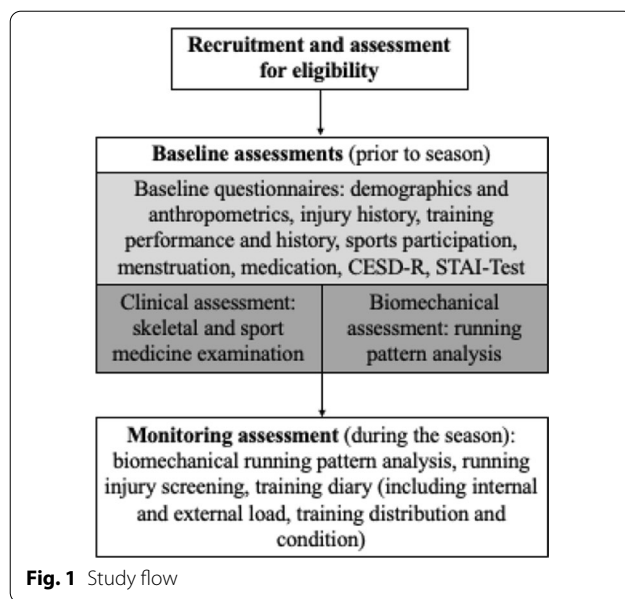 Recruitment and assessment
for eligibility
Baseline assessments (prior to season)
Baseline questionnaires: demographics and
anthropometrics, injury history, training
performance and history, sports participation,
menstruation, medication, CESD-R, STAI-Test
Clinical assessment:
skeletal and sport
medicine examination
Biomechanical
assessment: running
pattern analysis
Monitoring assessment (during the season):
biomechanical running pattern analysis, running
injury screening, training diary (including internal
and external load, training distribution and
condition)
Fig. 1 Study flow